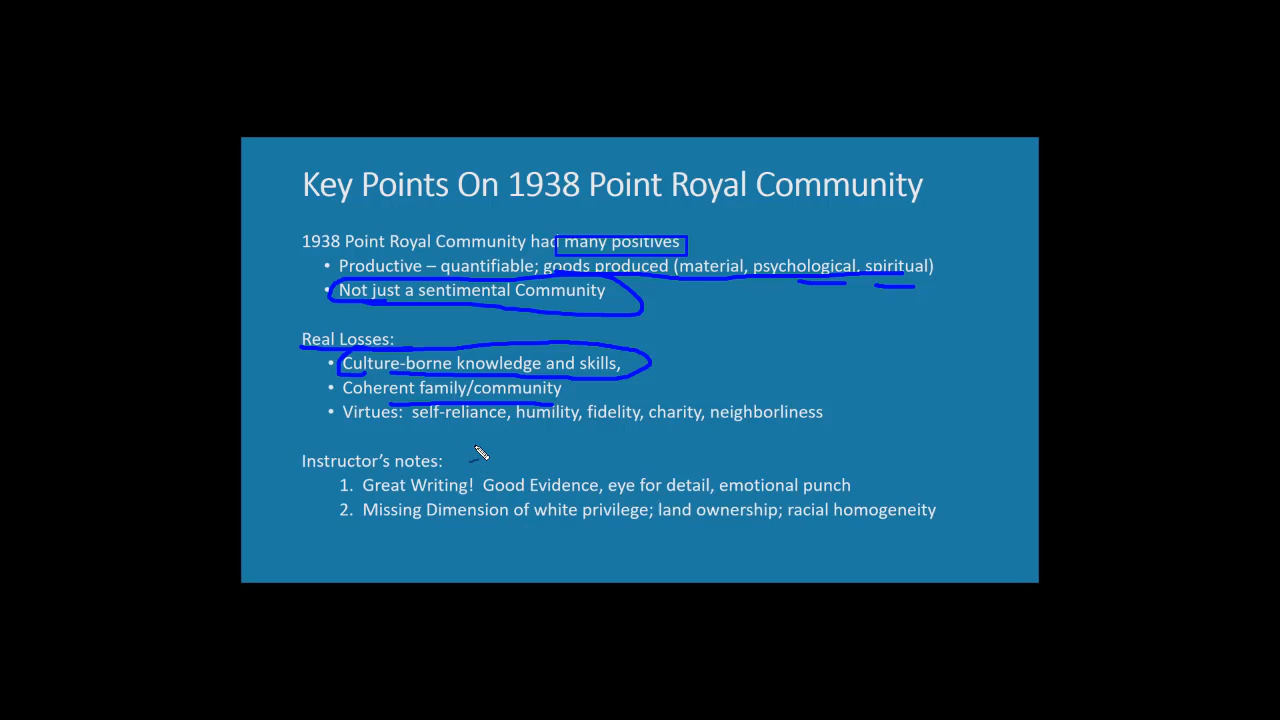 Key Points On 1938 Point Royal Community
1938 Point Royal Community had many positives
• Productive – quantifiable; goods produced (material, psychological, spiritual)
• Not just a sentimental Community
Real Losses:
• Culture-borne knowledge and skills,
• Coherent family/community
• Virtues: self-reliance, humility, fidelity, charity, neighborliness
Instructor's notes:
1. Great Writing! Good Evidence, eye for detail, emotional punch
2. Missing Dimension of white privilege; land ownership; racial homogeneity